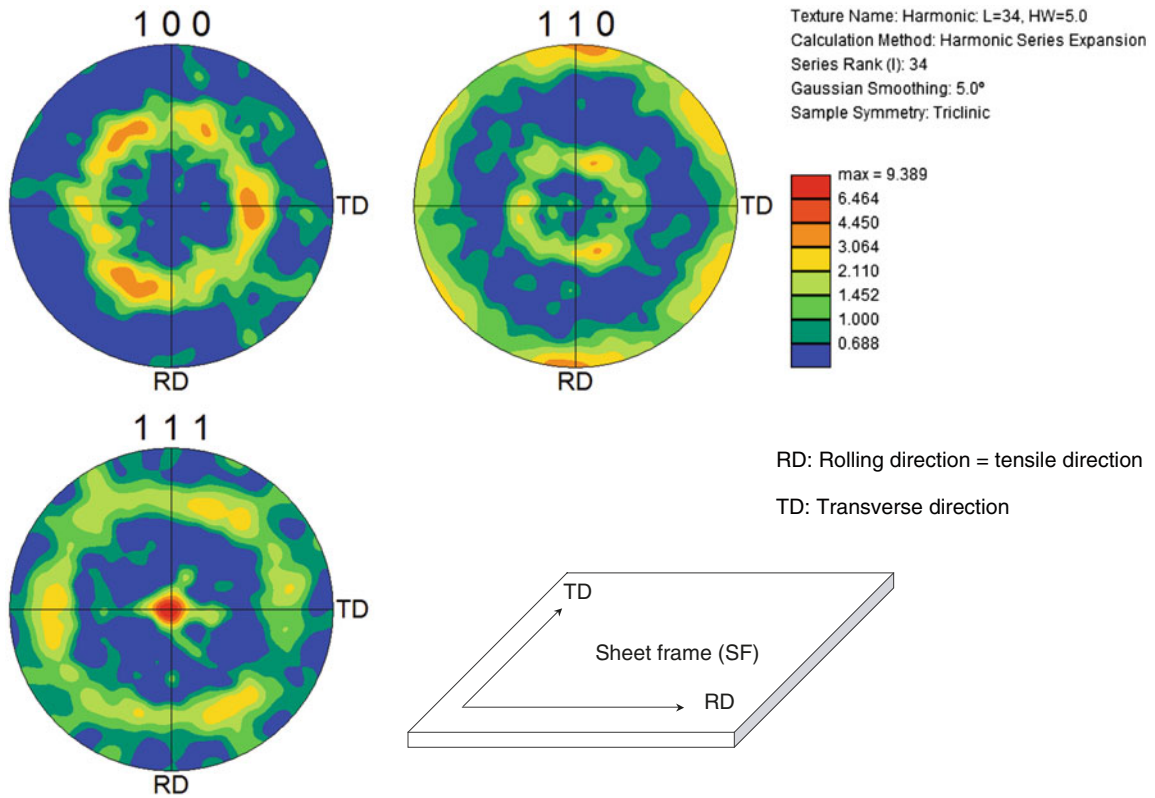 1 0 0
TD
RD
1 1 0
TD
RD
Texture Name: Harmonic: L=34, HW=5.0
Calculation Method: Harmonic Series Expansion
Series Rank (l): 34
Gaussian Smoothing: 5.0°
Sample Symmetry: Triclinic
max = 9.389
6.464
4.450
3.064
2.110
1.452
1.000
0.688
1 1 1
TD
RD
RD: Rolling direction = tensile direction
TD: Transverse direction
TD
Sheet frame (SF)
RD